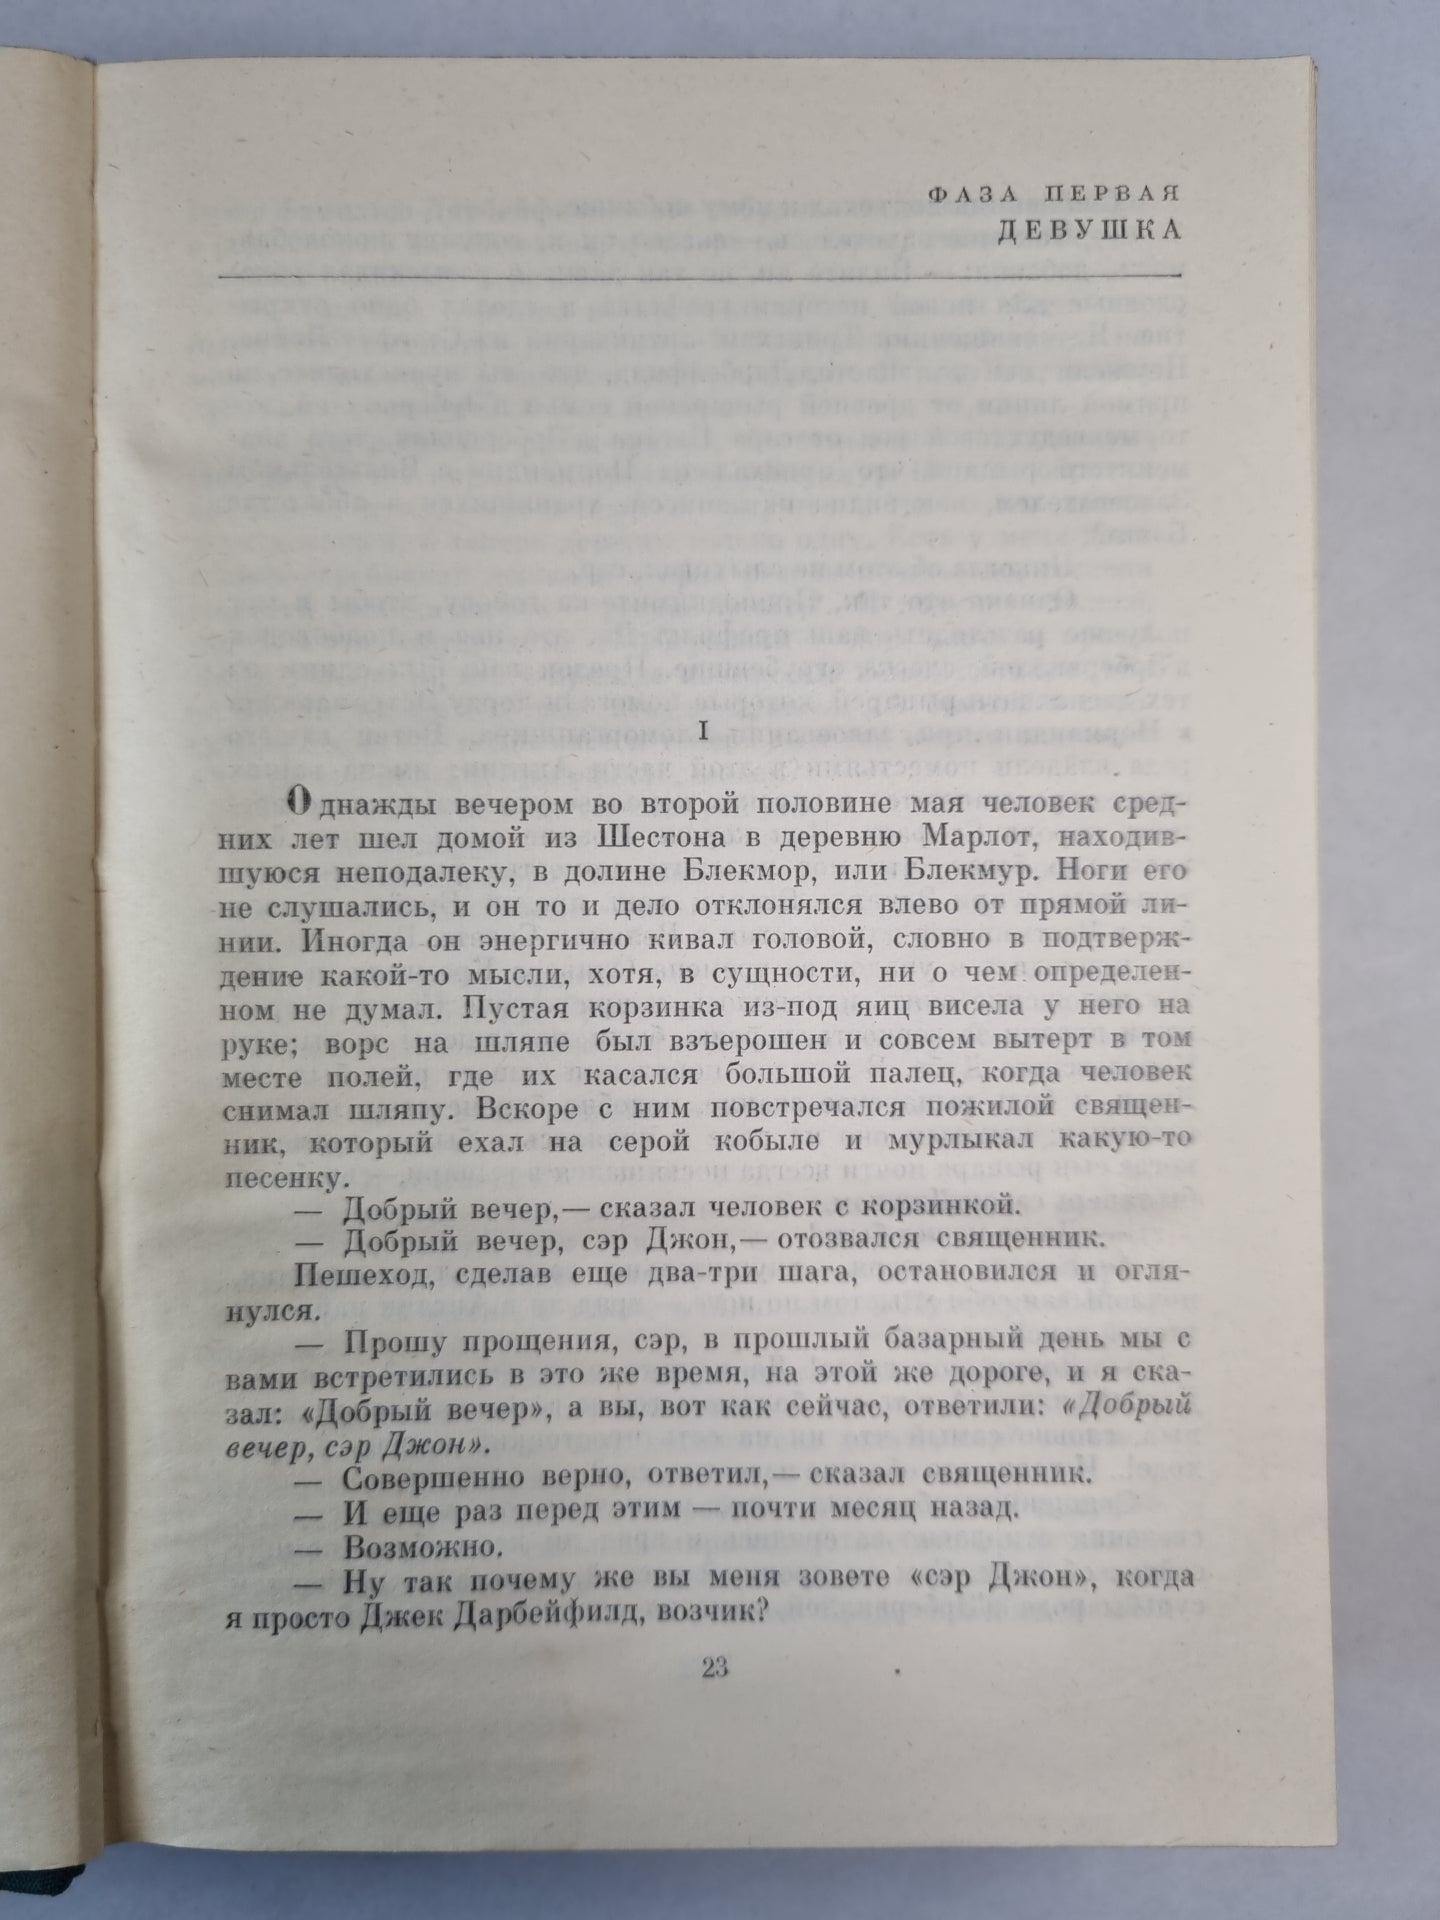 ФАЗА ПЕРВАЯ
ДЕВУШКА
I
Однажды вечером во второй половине мая человек сред-
них лет шел домой из Шестона в деревню Марлот, находив-
шуюся неподалеку, в долине Блекмор, или Блекмур. Ноги его
не слушались, и он то и дело отклонялся влево от прямой ли-
нии. Иногда он энергично кивал головой, словно в подтверж-
дение какой-то мысли, хотя, в сущности, ни о чем определен-
ном не думал. Пустая корзинка из-под яиц висела у него на
руке; ворс на шляпе был взъерошен и совсем вытерт в том
месте полей, где их касался большой палец, когда человек
снимал шляпу. Вскоре с ним повстречался пожилой священ-
ник, который ехал на серой кобыле и мурлыкал какую-то
песенку.
— Добрый вечер,— сказал человек с корзинкой.
— Добрый вечер, сэр Джон,— отозвался священник.
Пешеход, сделав еще два-три шага, остановился и огля-
нулся.
— Прошу прощения, сэр, в прошлый базарный день мы с
вами встретились в это же время, на этой же дороге, и я ска-
зал: «Добрый вечер», а вы, вот как сейчас, ответили: «Добрый
вечер, сэр Джон».
— Совершенно верно, ответил,— сказал священник.
— И еще раз перед этим — почти месяц назад.
— Возможно.
— Ну так почему же вы меня зовете «сэр Джон», когда
я просто Джек Дарбейфилд, возчик?
23